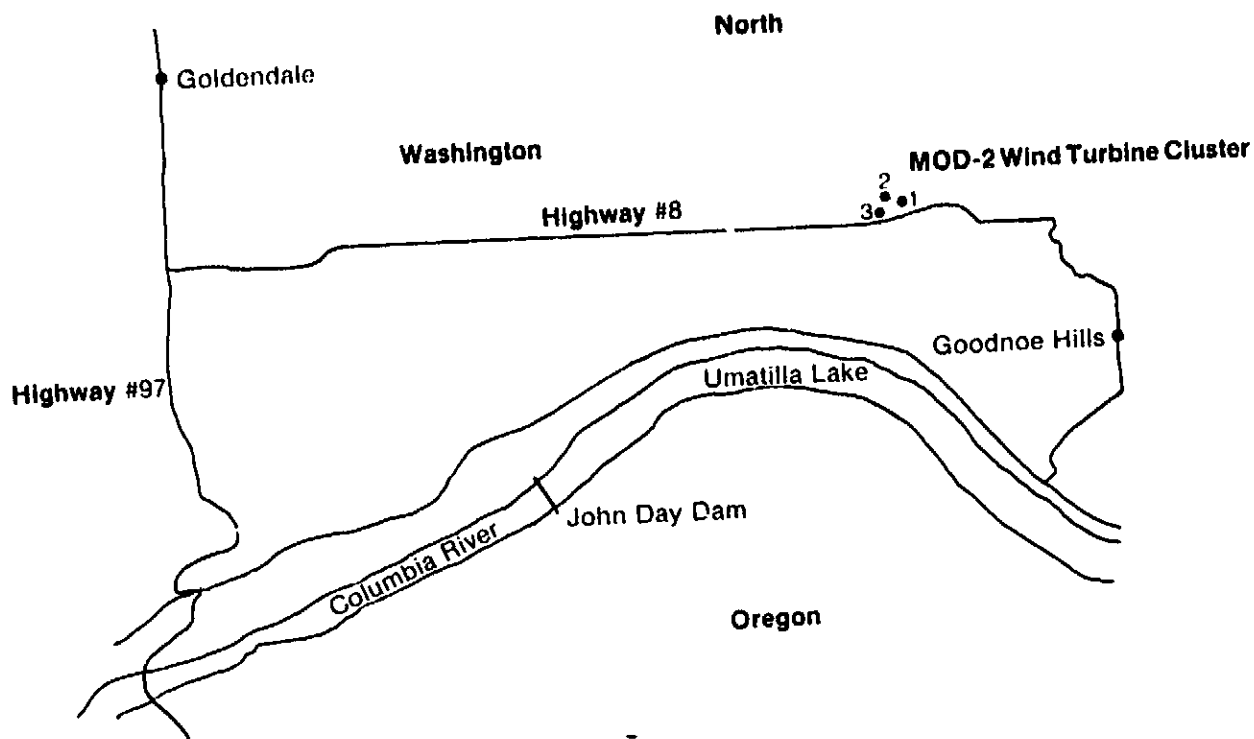 North
Goldendale
Washington
MOD-2 Wind Turbine Cluster
2
1
3
Highway #8
Goodnoe Hills
Highway #97
Umatilla Lake
John Day Dam
Columbia River
Oregon